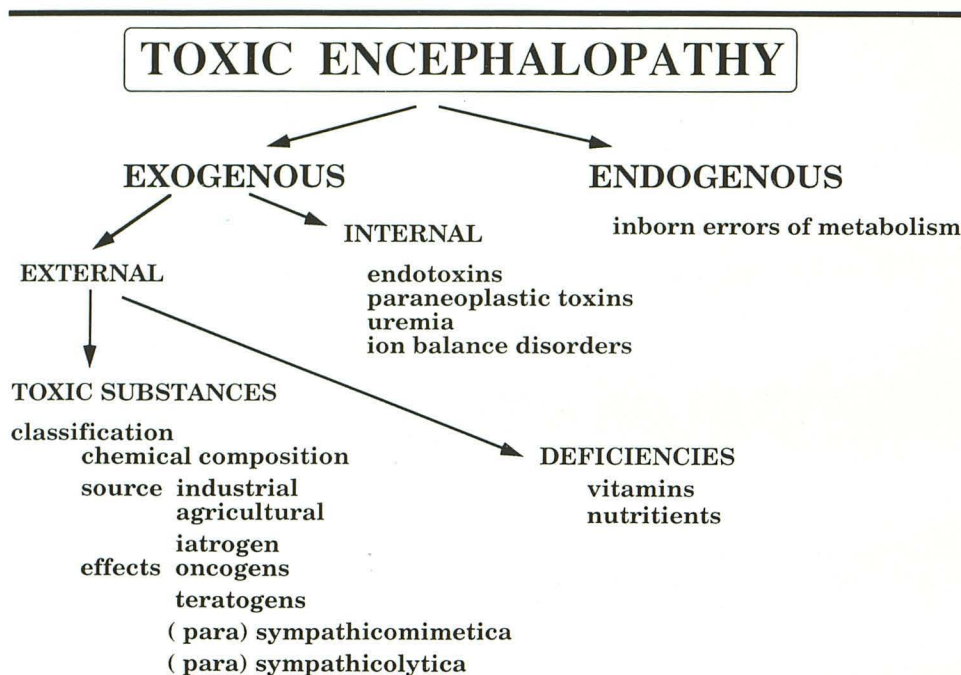 TOXIC ENCEPHALOPATHY
EXOGENOUS
ENDOGENOUS
inborn errors of metabolism
INTERNAL
endotoxins
paraneoplastic toxins
uremia
ion balance disorders
EXTERNAL
TOXIC SUBSTANCES
classification
chemical composition
source industrial
agricultural
iatrogen
effects oncogens
teratogens
( para) sympathicomimetica
( para) sympathicolytica
DEFICIENCIES
vitamins
nutritients